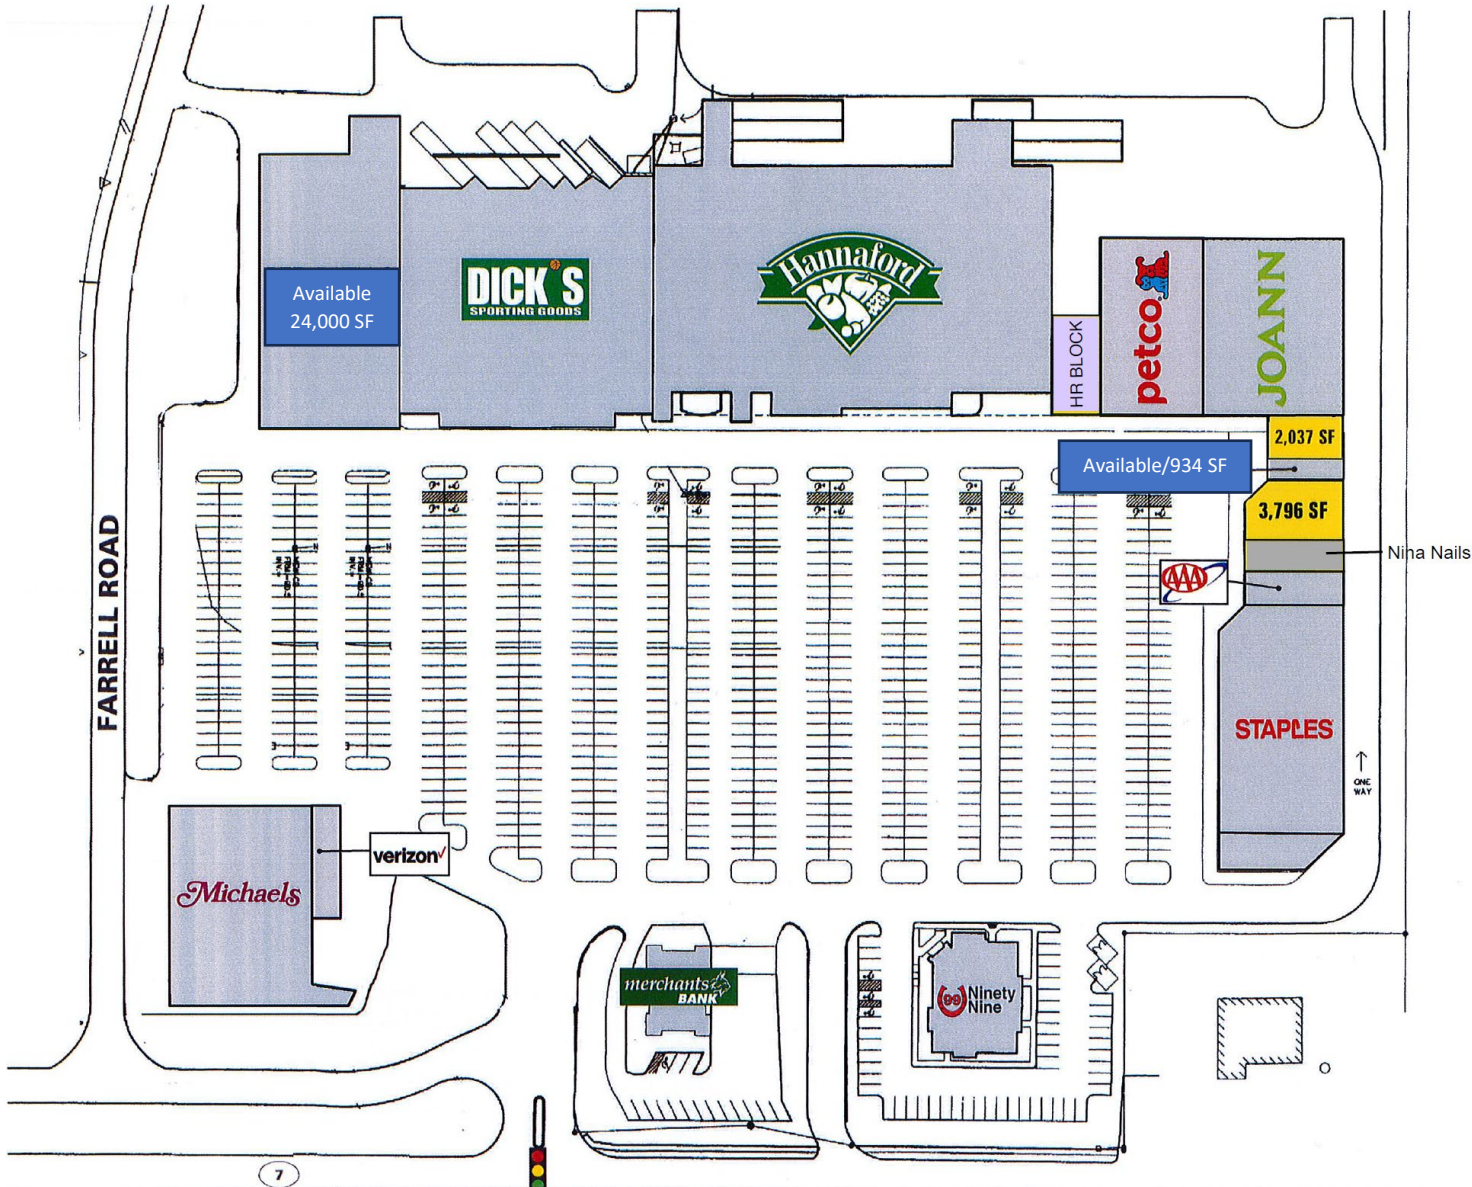 Available
24,000 SF
DICK'S
SPORTING GOODS
Hannaford
HR BLOCK
petco
JOANN
2,037 SF
Available/934 SF
3,796 SF
Nina Nails
AAA
FARRELL ROAD
STAPLES
ONE
WAY
verizon
Michaels
merchants
BANK
99
Ninety
Nine
7